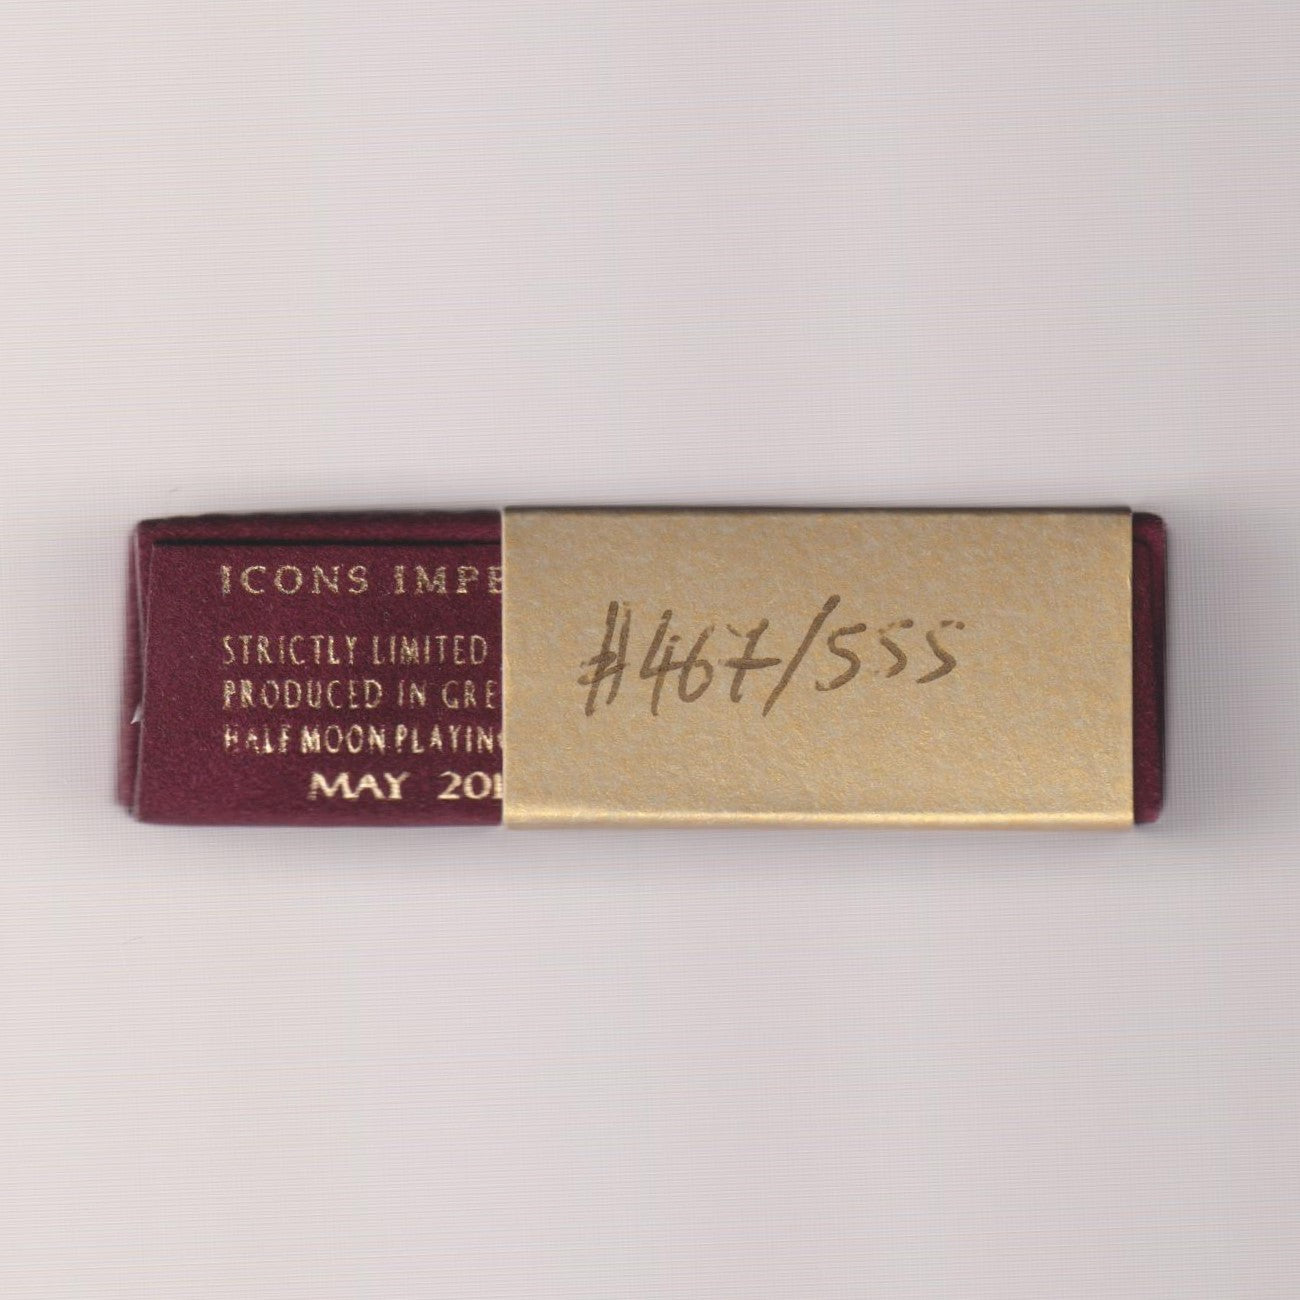 ICONS IMPE
STRICTLY LIMITED
PRODUCED IN GRE
HALF MOON PLAYIN
MAY 201
#467/555